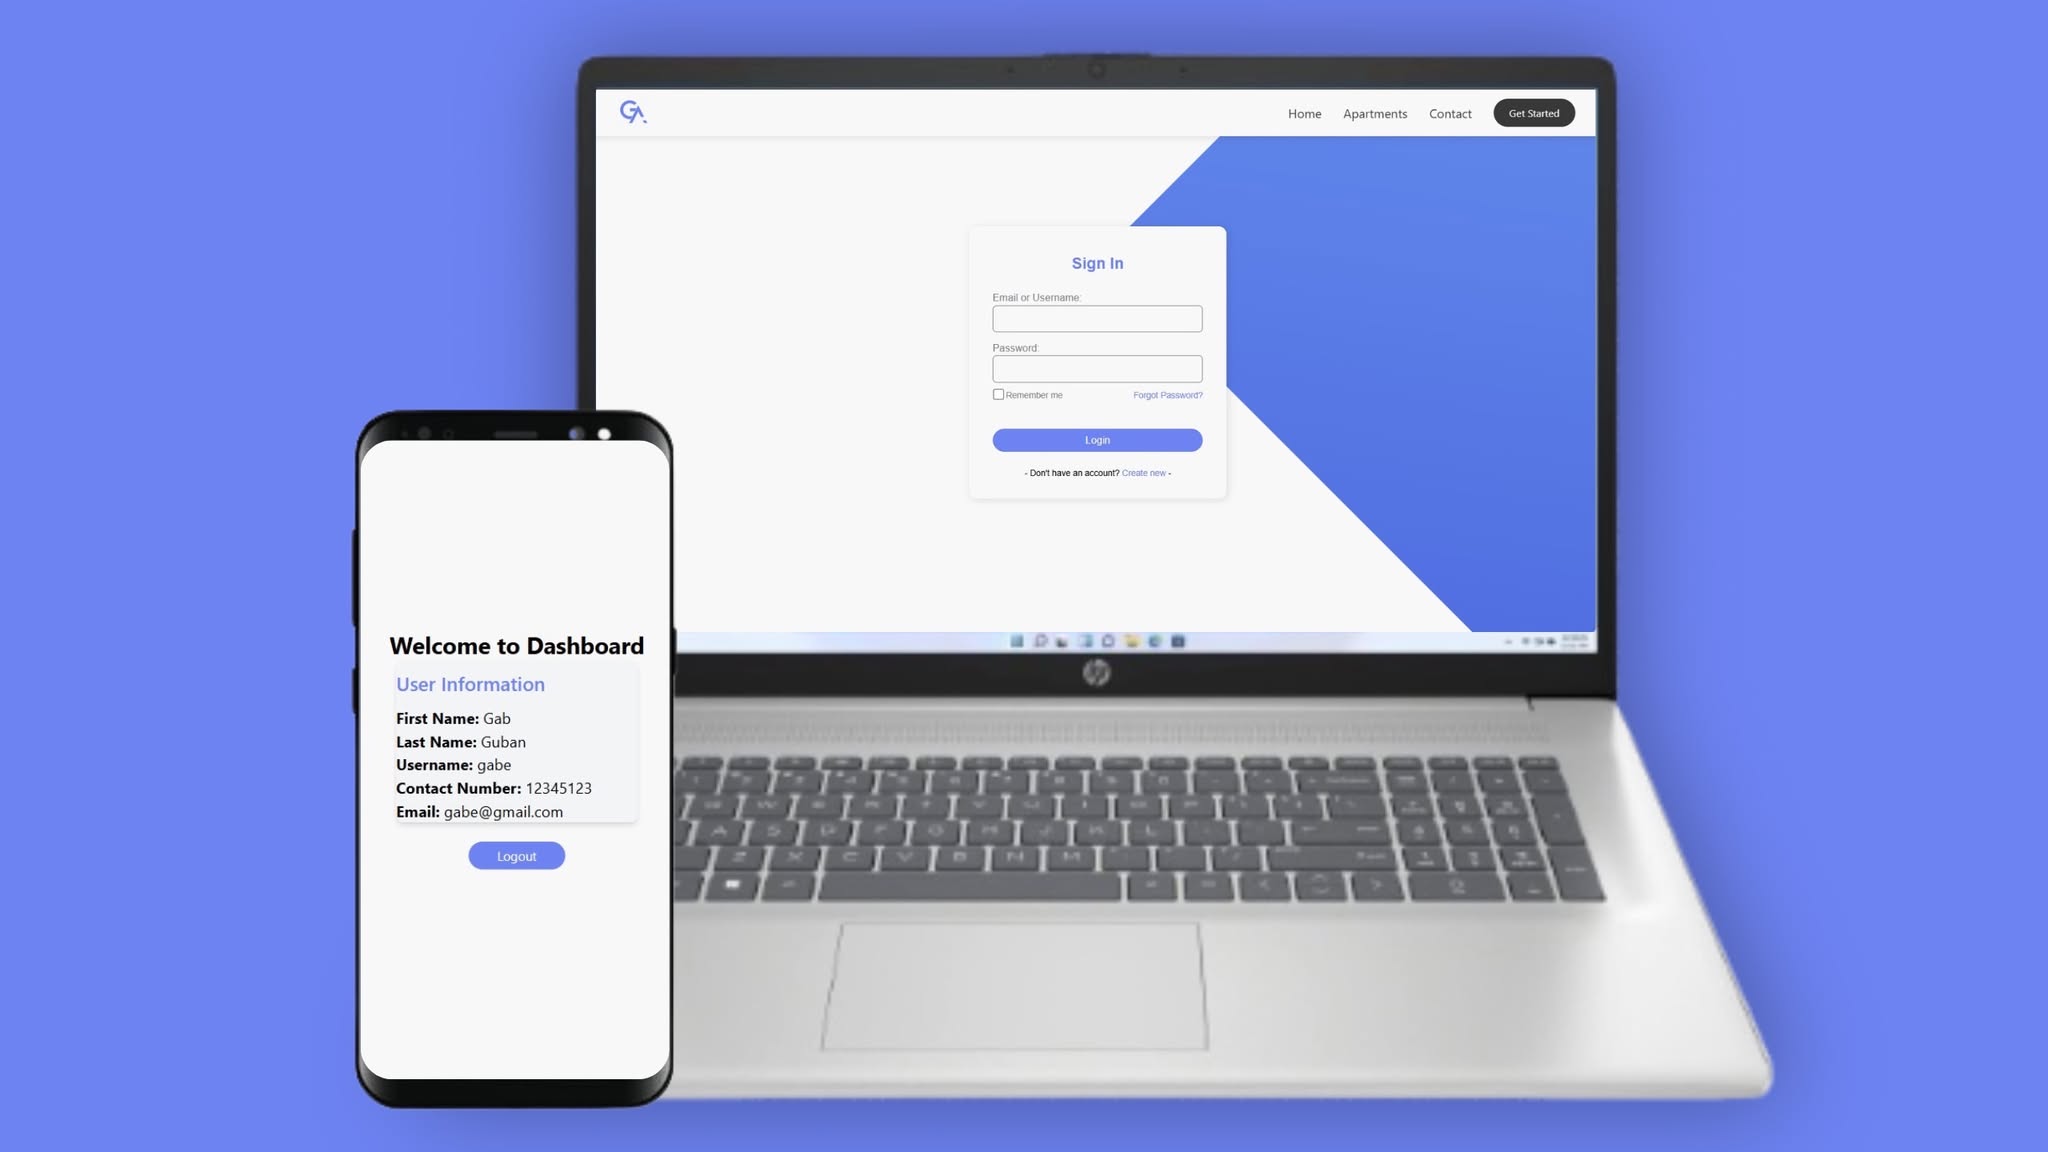 GA.
Home Apartments Contact Get Started
Sign In
Email or Username:
Password:
Remember me Forgot Password?
Login
- Don't have an account? Create new -
hp
Welcome to Dashboard
User Information
First Name: Gab
Last Name: Guban
Username: gabe
Contact Number: 12345123
Email: gabe@gmail.com
Logout